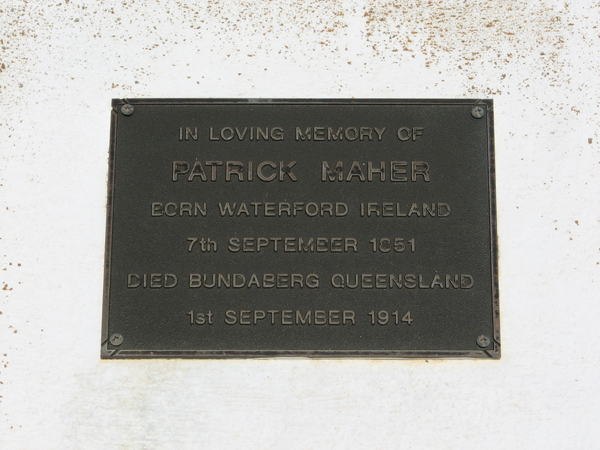 IN LOVING MEMORY OF
PATRICK MAHER
BORN WATERFORD IRELAND
7th SEPTEMBER 1851
DIED BUNDABERG QUEENSLAND
1st SEPTEMBER 1914